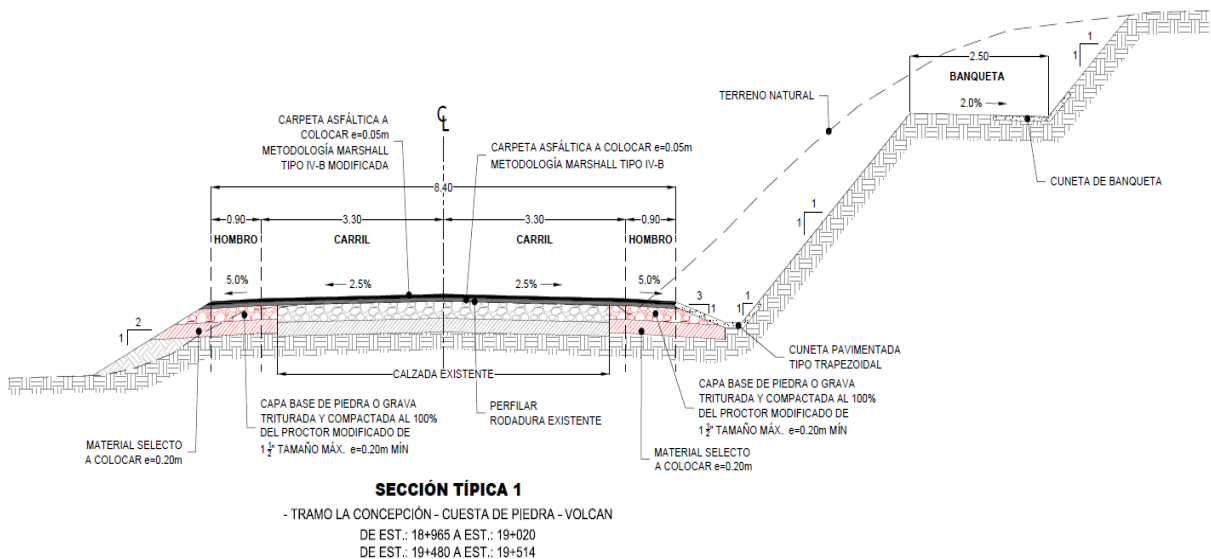 CARPETA ASFÁLTICA A
COLOCAR e=0.05m
METODOLOGÍA MARSHALL
TIPO IV-B MODIFICADA
CL
CARPETA ASFÁLTICA A COLOCAR e=0.05m
METODOLOGÍA MARSHALL TIPO IV-B
TERRENO NATURAL
2.50
BANQUETA
2.0%
1
1
CUNETA DE BANQUETA
8.40
0.90
3.30
3.30
0.90
HOMBRO
CARRIL
CARRIL
HOMBRO
1
1
5.0%
2.5%
2.5%
5.0%
3
1
1
1
2
1
CALZADA EXISTENTE
CUNETA PAVIMENTADA
TIPO TRAPEZOIDAL
CAPA BASE DE PIEDRA O GRAVA
TRITURADA Y COMPACTADA AL 100%
DEL PROCTOR MODIFICADO DE
1 1/2" TAMAÑO MÁX. e=0.20m MÍN
PERFILAR
RODADURA EXISTENTE
CAPA BASE DE PIEDRA O GRAVA
TRITURADA Y COMPACTADA AL 100%
DEL PROCTOR MODIFICADO DE
1 1/2" TAMAÑO MÁX. e=0.20m MÍN
MATERIAL SELECTO
A COLOCAR e=0.20m
MATERIAL SELECTO
A COLOCAR e=0.20m
SECCIÓN TÍPICA 1
- TRAMO LA CONCEPCIÓN - CUESTA DE PIEDRA - VOLCAN
DE EST.: 18+965 A EST.: 19+020
DE EST.: 19+480 A EST.: 19+514